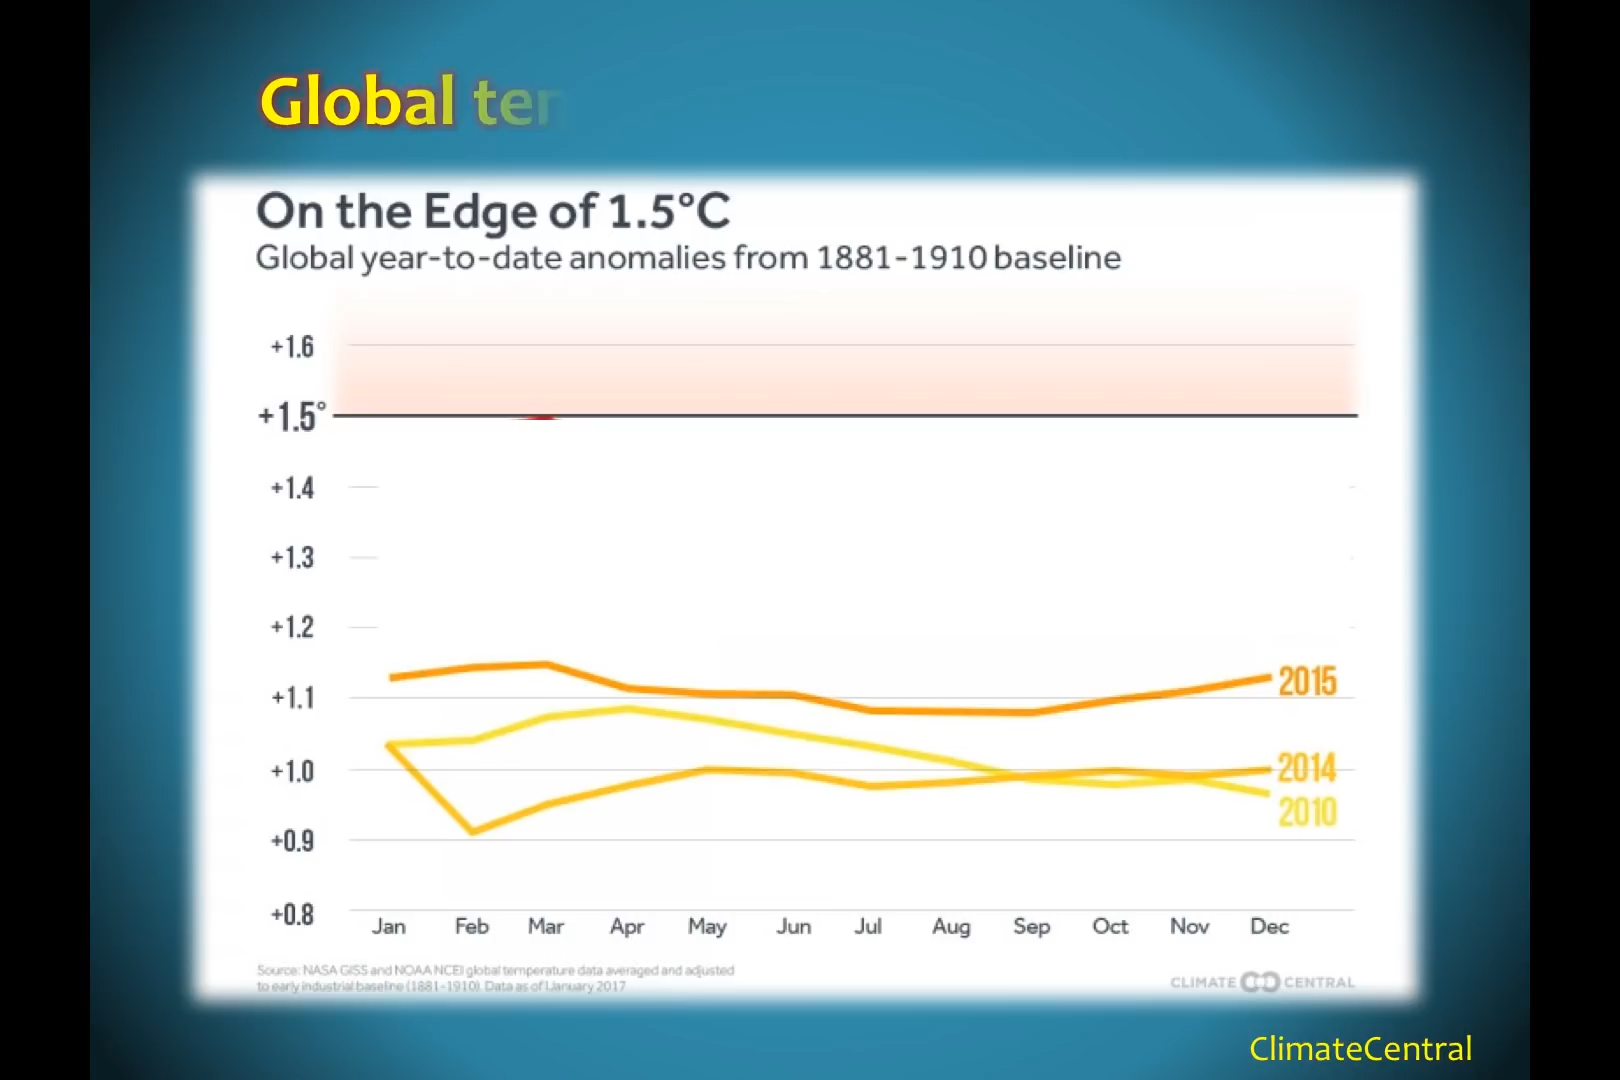 Global
On the Edge of 1.5°C
Global year-to-date anomalies from 1881-1910 baseline
+1.6
+1.5°
+1.4
+1.3
+1.2
+1.1
+1.0
+0.9
+0.8
2015
2014
2010
Jan Feb Mar Apr May Jun Jul Aug Sep Oct Nov Dec
Source: NASA GISS and NOAA NCEI global temperature data averaged and adjusted
to early industrial baseline (1881-1910). Data as of January 2017
CLIMATE CENTRAL
ClimateCentral